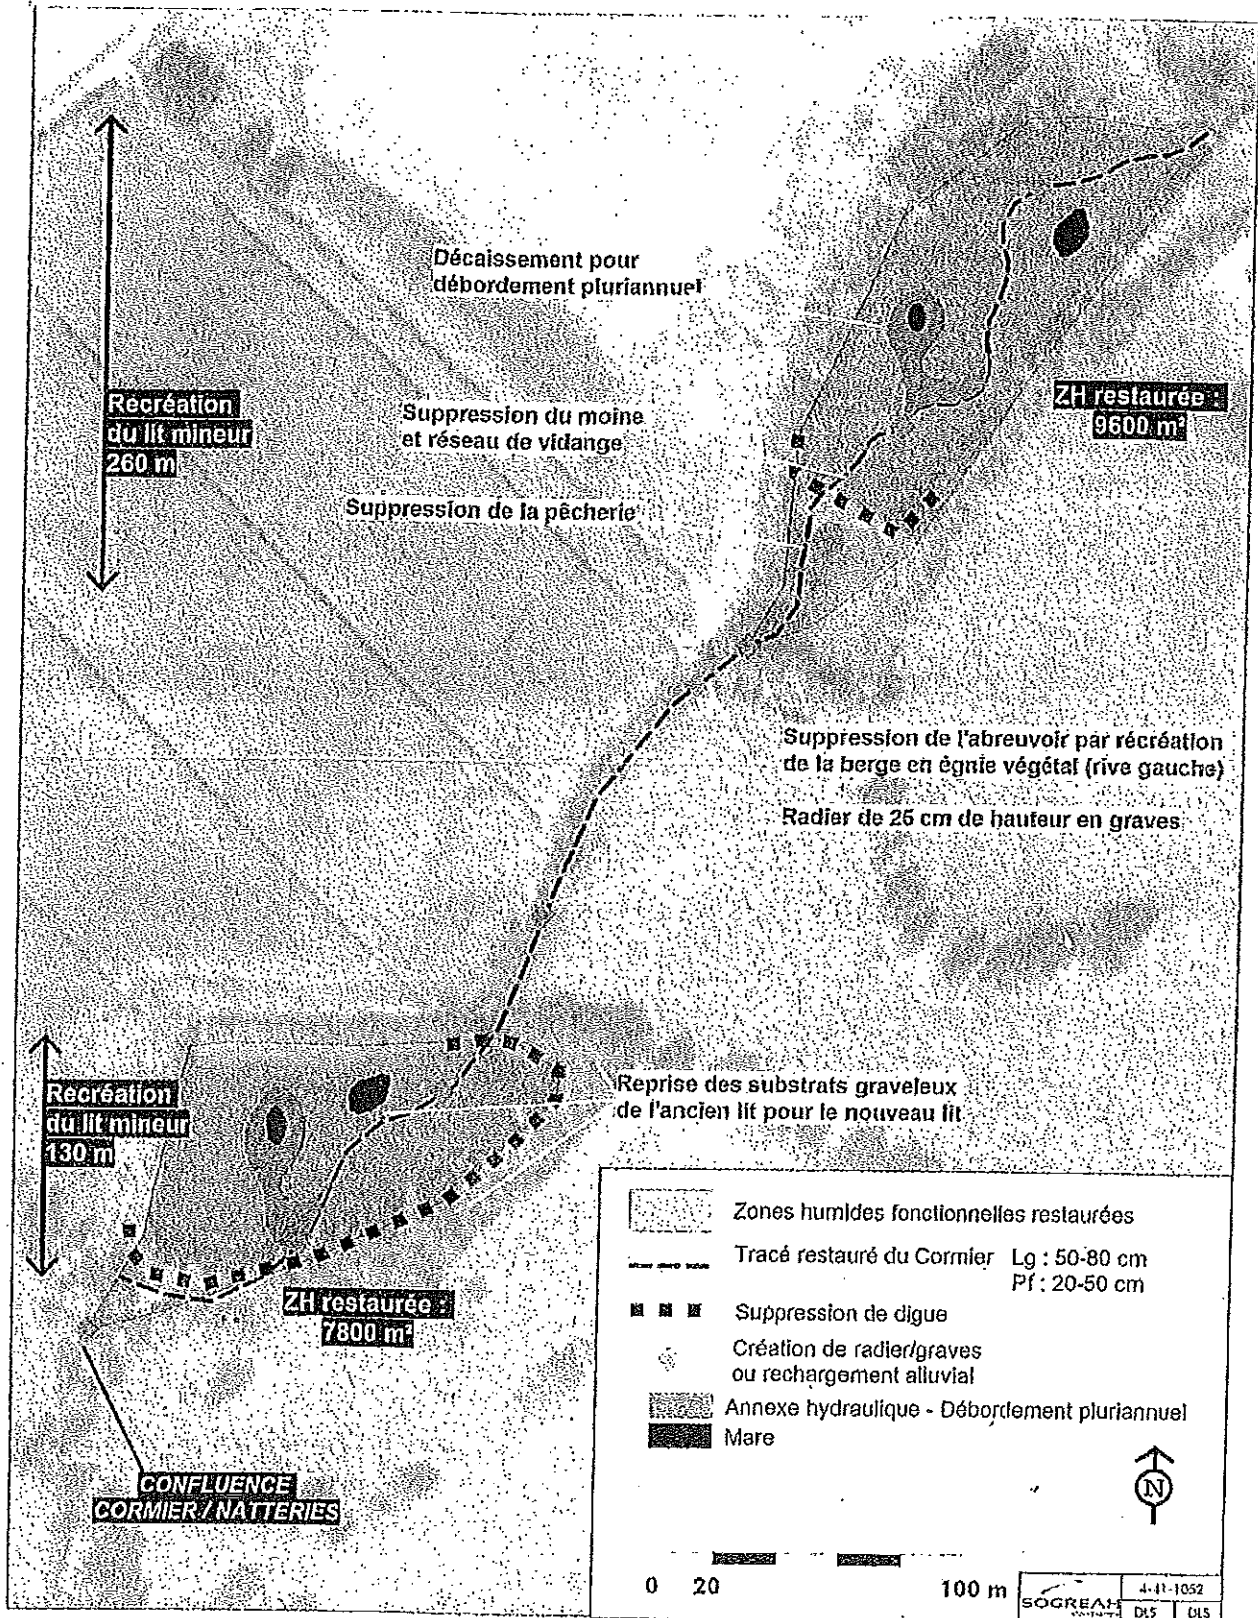 Décaissement pour
débordement pluriannuel
Recréation
du lit mineur
260 m
Suppression du moine
et réseau de vidange
ZH restaurée :
9600 m²
Suppression de la pêcherie
Suppression de l'abreuvoir par récréation
de la berge en égnie végétal (rive gauche)
Radier de 25 cm de hauteur en graves
Recréation
du lit mineur
130 m
Reprise des substrats graveleux
de l'ancien lit pour le nouveau lit
ZH restaurée :
7800 m²
CONFLUENCE
CORMIER / NATTERIES
Zones humides fonctionnelles restaurées
Tracé restauré du Cormier Lg : 50-80 cm
Pf : 20-50 cm
Suppression de digue
Création de radier/graves
ou rechargement alluvial
Annexe hydraulique - Débordement pluriannuel
Mare
N
0 20 100 m
SOGREAH
4-41-1052
DLS DLS